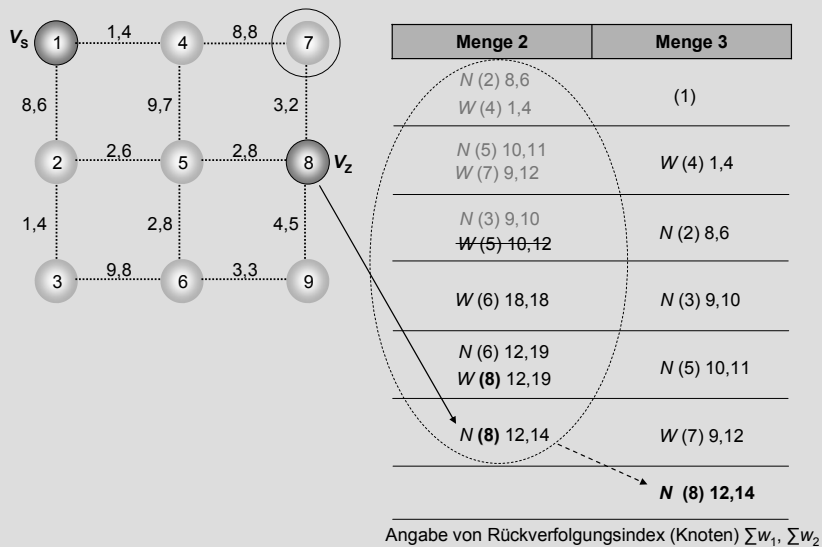 Vs 1 1,4 4 8,8 7
8,6 9,7 3,2
2 2,6 5 2,8 8 Vz
1,4 2,8 4,5
3 9,8 6 3,3 9
Menge 2 Menge 3
N (2) 8,6
W (4) 1,4
(1)
N (5) 10,11
W (7) 9,12
W (4) 1,4
N (3) 9,10
W (5) 10,12
N (2) 8,6
W (6) 18,18 N (3) 9,10
N (6) 12,19
W (8) 12,19
N (5) 10,11
N (8) 12,14 W (7) 9,12
N (8) 12,14
Angabe von Rückverfolgungsindex (Knoten) ∑w₁, ∑w₂